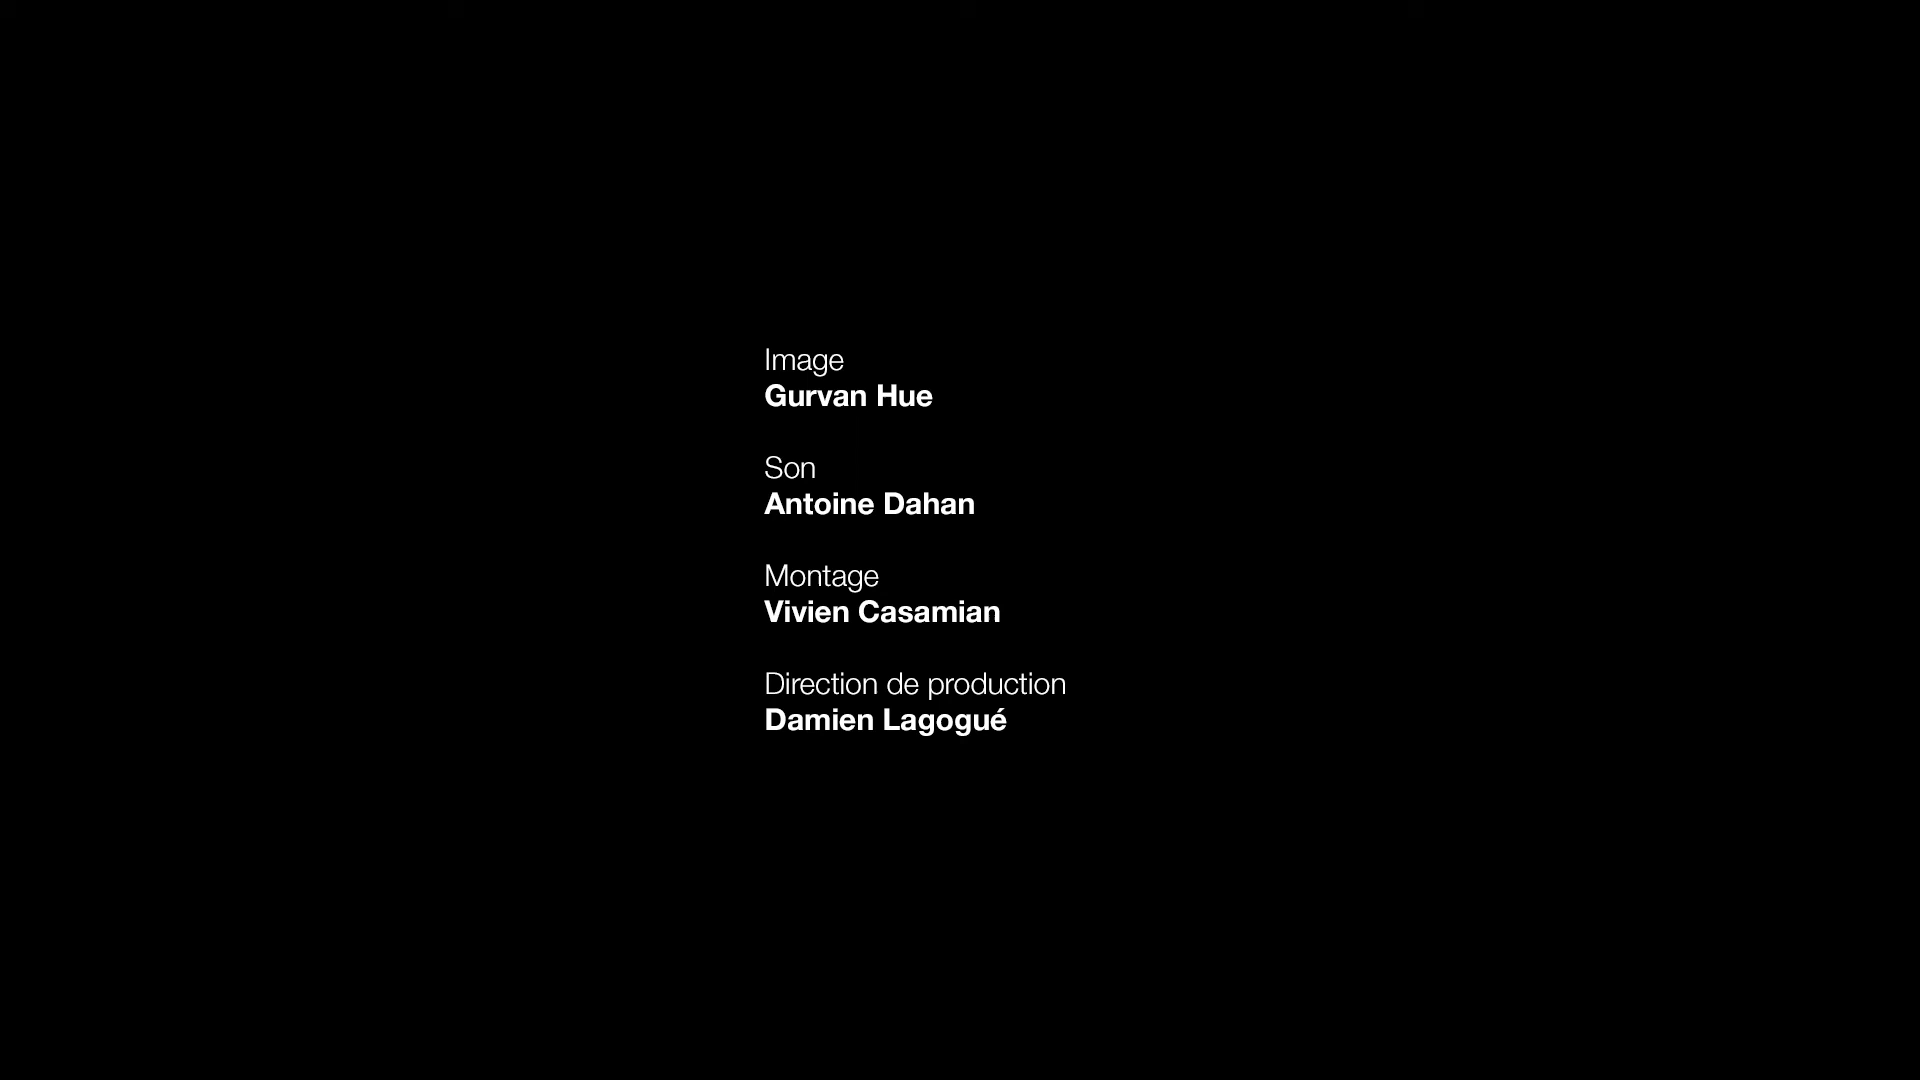 Image
Gurvan Hue
Son
Antoine Dahan
Montage
Vivien Casamian
Direction de production
Damien Lagogué